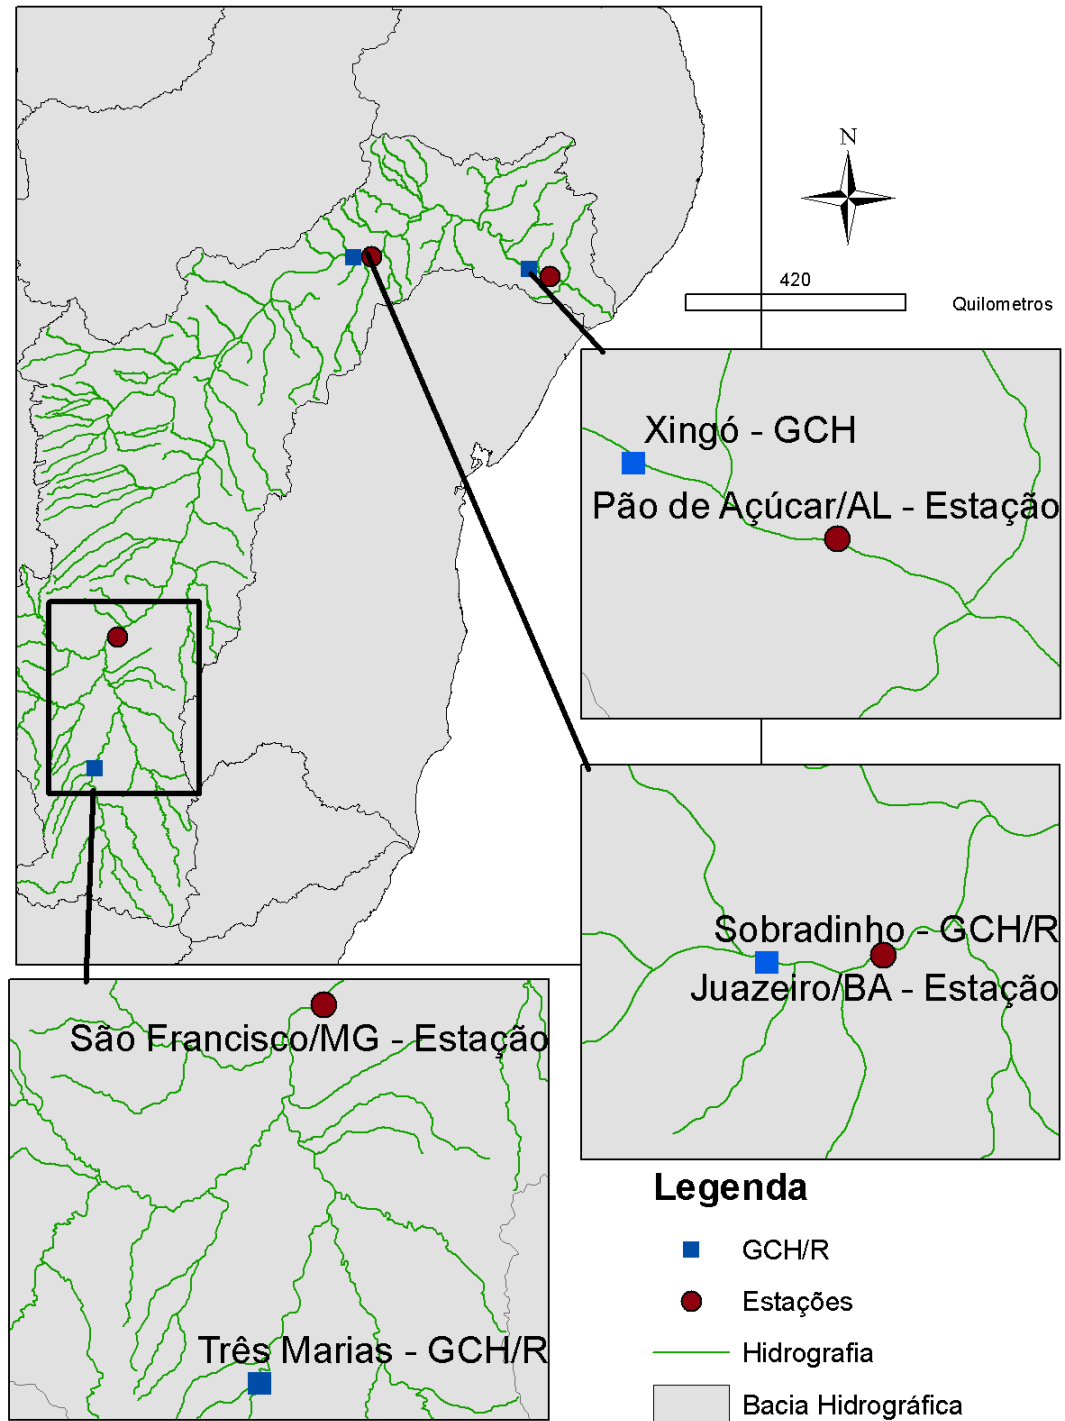 N
420
Quilometros
Xingó - GCH
Pão de Açúcar/AL - Estação
Sobradinho - GCH/R
Juazeiro/BA - Estação
São Francisco/MG - Estação
Três Marias - GCH/R
Legenda
GCH/R
Estações
Hidrografia
Bacia Hidrográfica